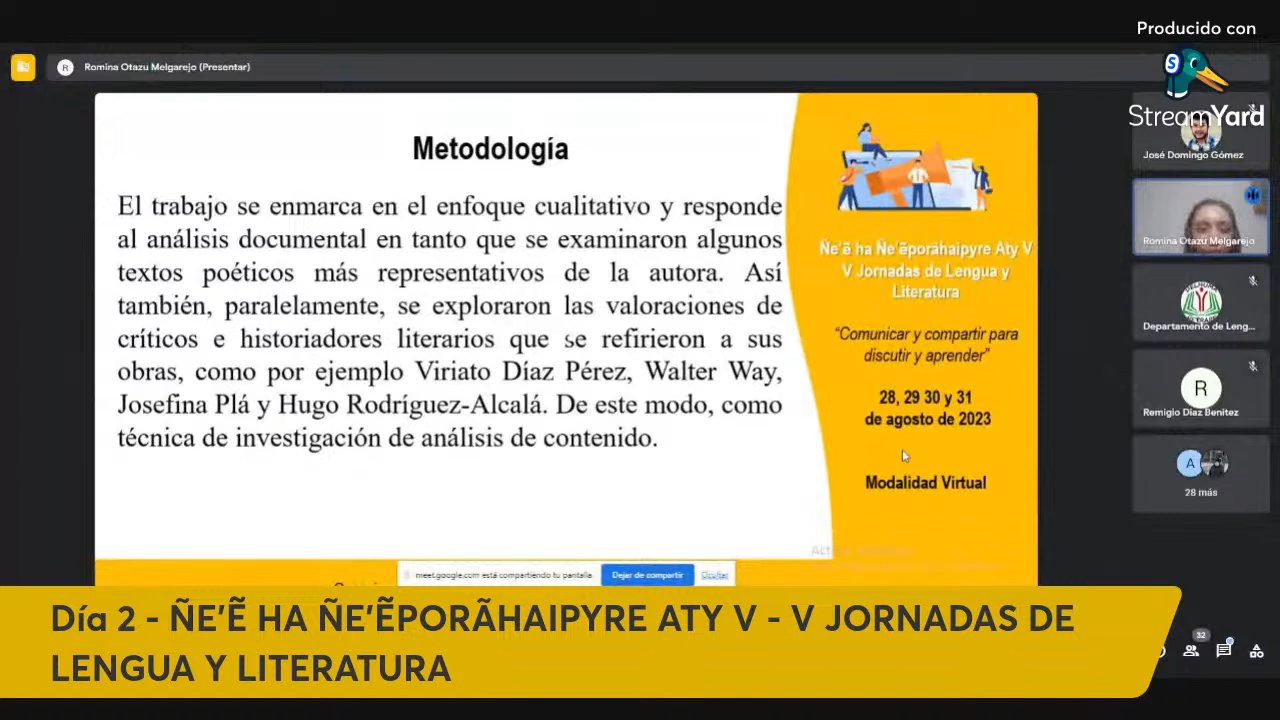 Producido con
StreamYard
R
Romina Otazu Melgarejo (Presentar)
Metodología
El trabajo se enmarca en el enfoque cualitativo y responde
al análisis documental en tanto que se examinaron algunos
textos poéticos más representativos de la autora. Así
también, paralelamente, se exploraron las valoraciones de
críticos e historiadores literarios que se refirieron a sus
obras, como por ejemplo Viriato Díaz Pérez, Walter Way,
Josefina Plá y Hugo Rodríguez-Alcalá. De este modo, como
técnica de investigación de análisis de contenido.
Ñe'ẽ ha Ñe'ẽporãhaipyre Aty V
V Jornadas de Lengua y
Literatura
“Comunicar y compartir para
discutir y aprender”
28, 29 30 y 31
de agosto de 2023
Modalidad Virtual
José Domingo Gómez
Romina Otazu Melgarejo
Departamento de Leng...
R
Remigio Diaz Benitez
A
28 más
meet.google.com está compartiendo tu pantalla.
Dejar de compartir
Ocultar
32
Día 2 - ÑE'Ẽ HA ÑE'ẼPORÃHAIPYRE ATY V - V JORNADAS DE
LENGUA Y LITERATURA